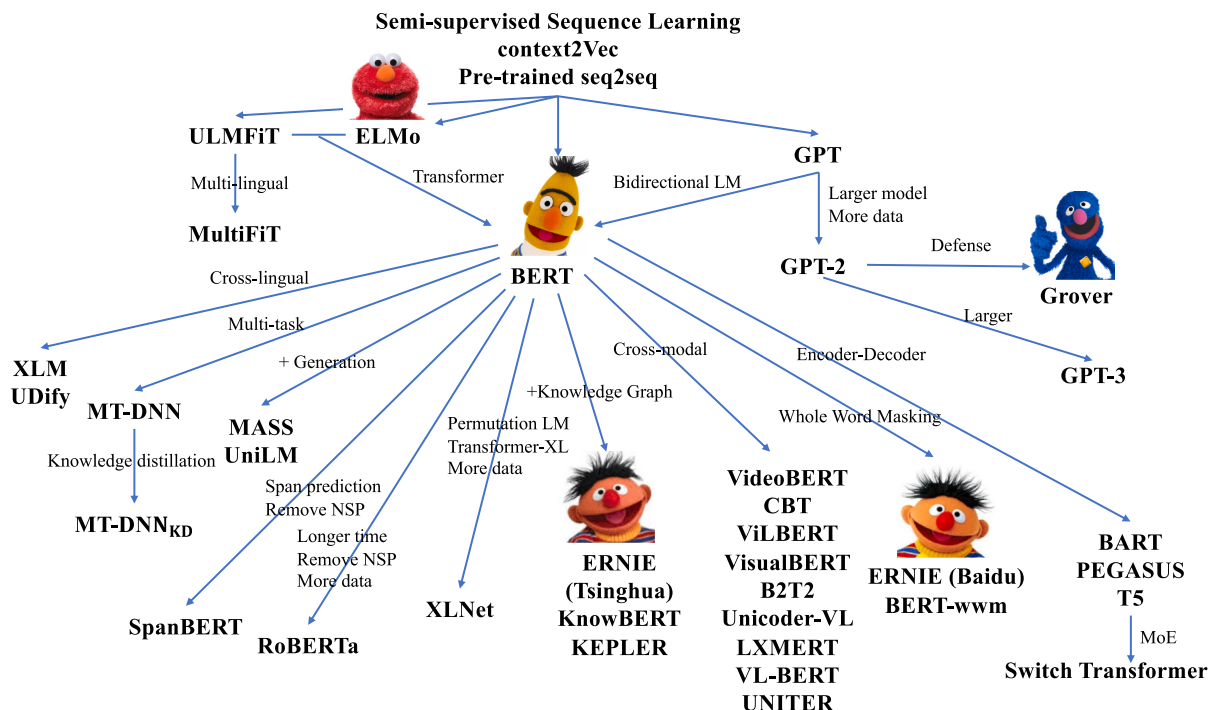 Semi-supervised Sequence Learning
context2Vec
Pre-trained seq2seq
ULMFiT
ELMo
GPT
Multi-lingual
Transformer
Bidirectional LM
Larger model
More data
MultiFiT
BERT
GPT-2
Defense
Grover
Cross-lingual
Multi-task
+ Generation
Cross-modal
Encoder-Decoder
Larger
GPT-3
XLM
UDify
MT-DNN
MASS
UniLM
+Knowledge Graph
Whole Word Masking
Permutation LM
Transformer-XL
More data
Knowledge distillation
MT-DNNKD
Span prediction
Remove NSP
Longer time
Remove NSP
More data
SpanBERT
RoBERTa
XLNet
ERNIE
(Tsinghua)
KnowBERT
KEPLER
VideoBERT
CBT
ViLBERT
VisualBERT
B2T2
Unicoder-VL
LXMERT
VL-BERT
UNITER
ERNIE (Baidu)
BERT-wwm
BART
PEGASUS
T5
MoE
Switch Transformer